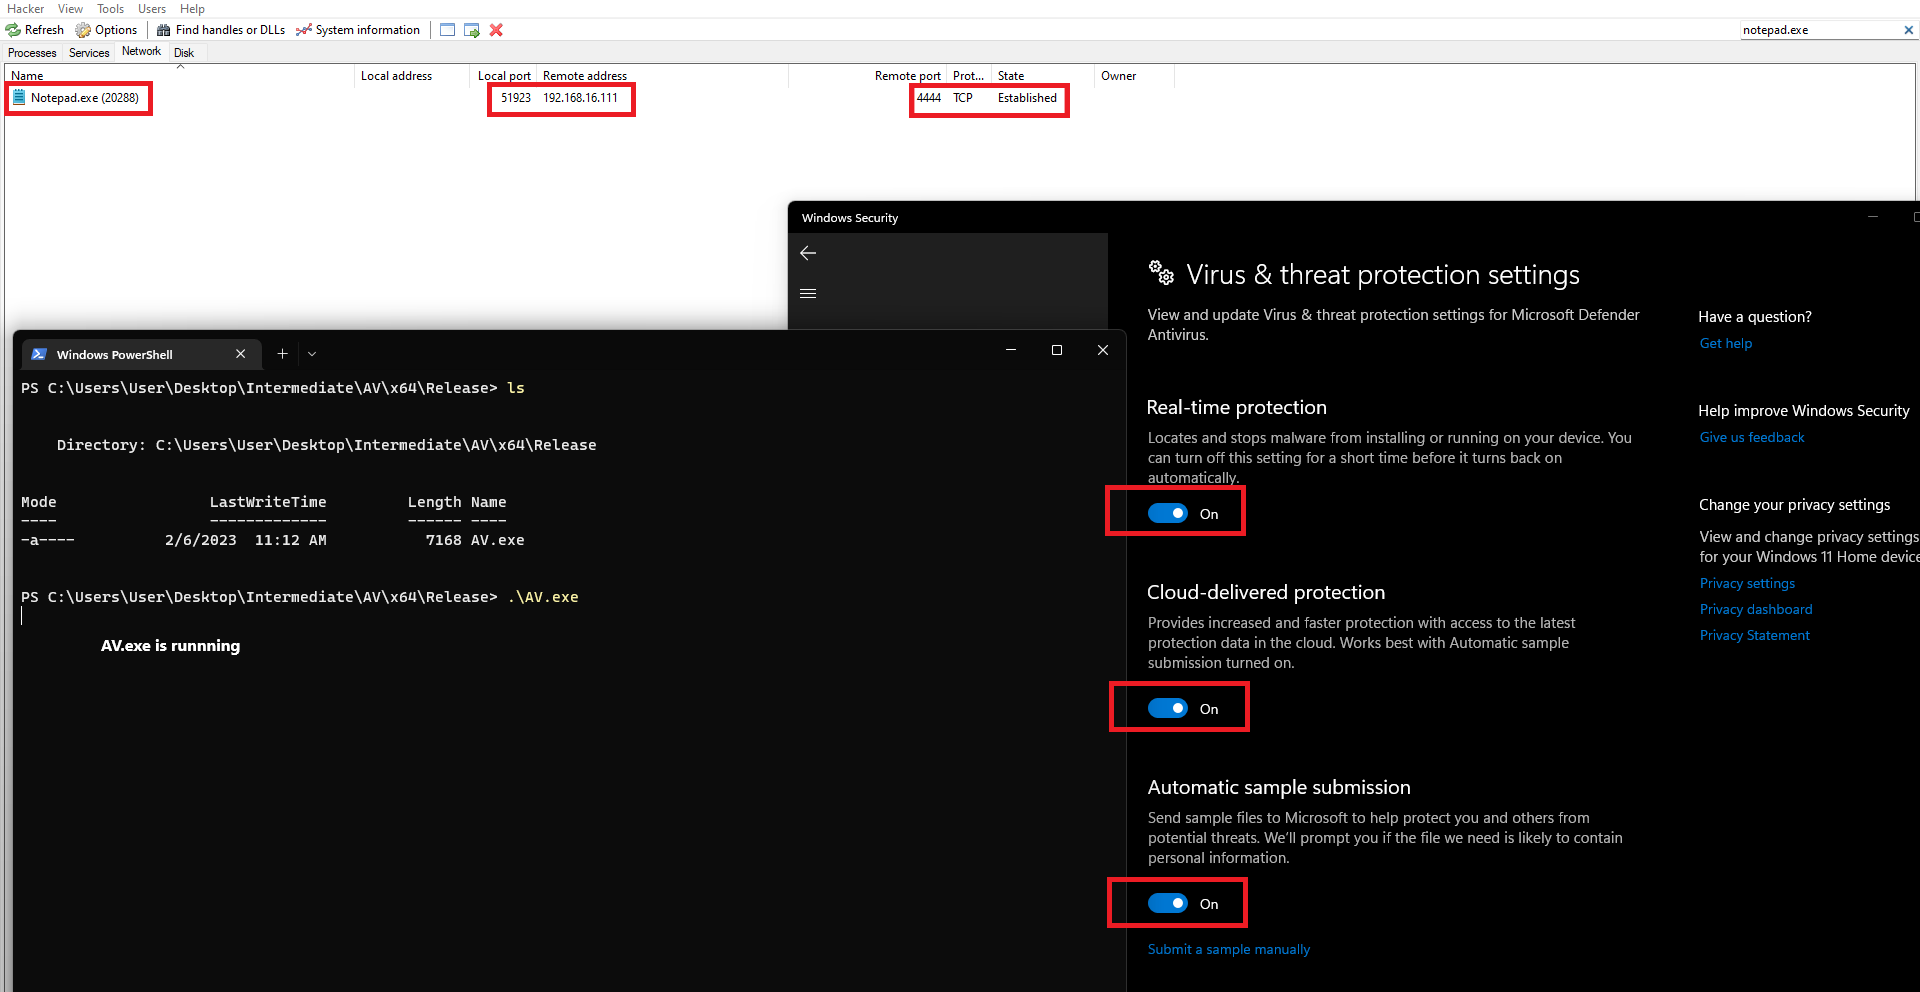 Hacker View Tools Users Help
Refresh Options Find handles or DLLs System information notepad.exe
Processes Services Network Disk
Name Local address Local port Remote address Remote port Prot... State Owner
Notepad.exe (20288) 51923 192.168.16.111 4444 TCP Established
Windows Security
Virus & threat protection settings
View and update Virus & threat protection settings for Microsoft Defender
Antivirus.
Have a question?
Get help
Windows PowerShell
PS C:\Users\User\Desktop\Intermediate\AV\x64\Release> ls
Directory: C:\Users\User\Desktop\Intermediate\AV\x64\Release
Mode LastWriteTime Length Name
---- ------------- ------ ----
-a---- 2/6/2023 11:12 AM 7168 AV.exe
PS C:\Users\User\Desktop\Intermediate\AV\x64\Release> .\AV.exe
AV.exe is runnning
Real-time protection
Locates and stops malware from installing or running on your device. You
can turn off this setting for a short time before it turns back on
automatically.
On
Cloud-delivered protection
Provides increased and faster protection with access to the latest
protection data in the cloud. Works best with Automatic sample
submission turned on.
On
Automatic sample submission
Send sample files to Microsoft to help protect you and others from
potential threats. We'll prompt you if the file we need is likely to contain
personal information.
On
Submit a sample manually
Help improve Windows Security
Give us feedback
Change your privacy settings
View and change privacy settings
for your Windows 11 Home device
Privacy settings
Privacy dashboard
Privacy Statement